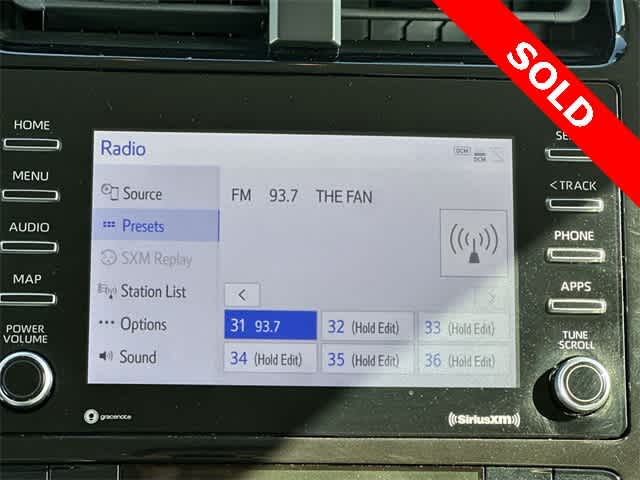 SOLD
HOME
MENU
AUDIO
MAP
POWER
VOLUME
Radio
DCM
DCM
Source
Presets
SXM Replay
Station List
Options
Sound
FM 93.7 THE FAN
<
>
31 93.7
32 (Hold Edit)
33 (Hold Edit)
34 (Hold Edit)
35 (Hold Edit)
36 (Hold Edit)
< TRACK
PHONE
APPS
TUNE
SCROLL
gracenote
SiriusXM